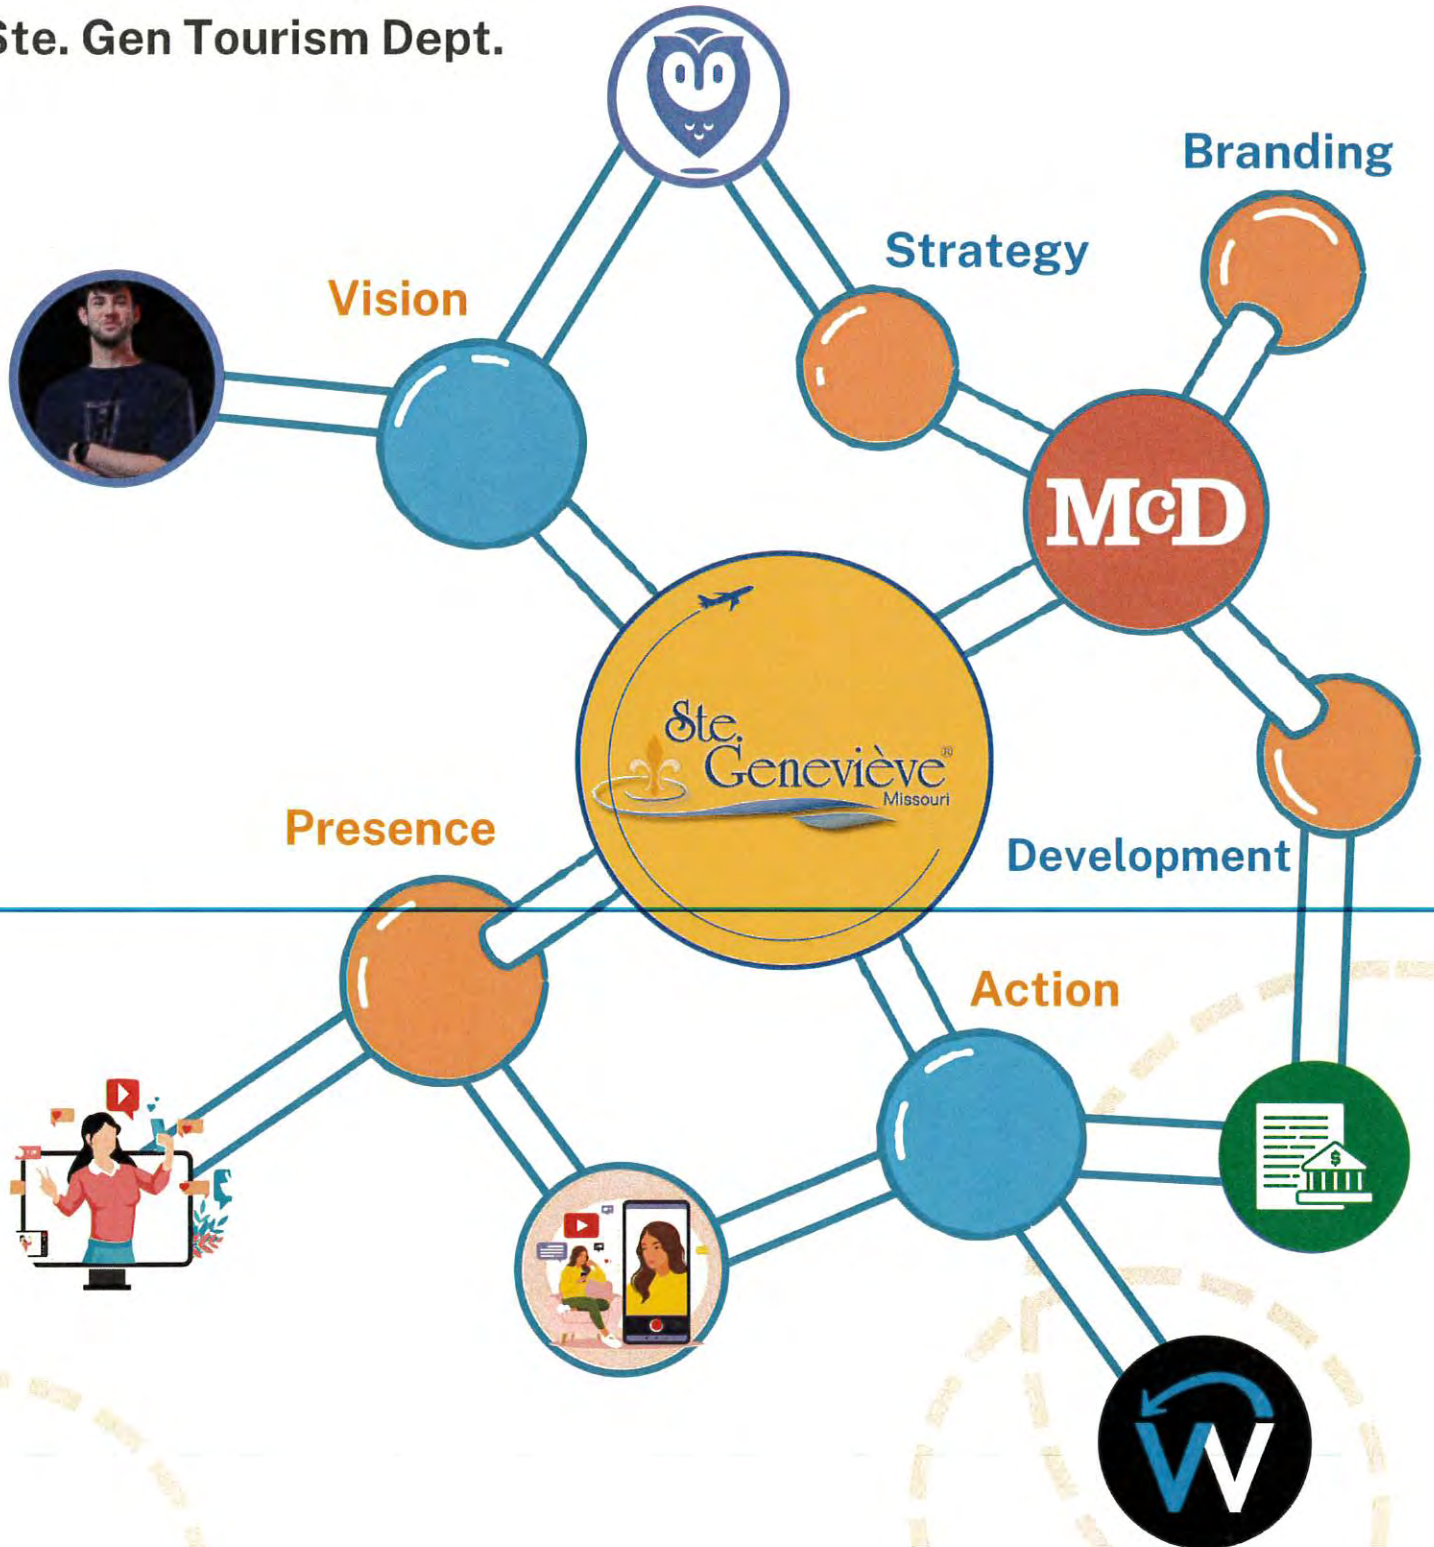 Ste. Gen Tourism Dept.
Branding
Strategy
Vision
McD
Ste.
Geneviève®
Missouri
Presence
Development
Action
$
W